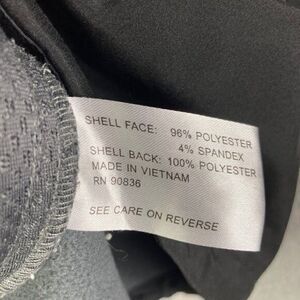 SHELL FACE: 96% POLYESTER
4% SPANDEX
SHELL BACK: 100% POLYESTER
MADE IN VIETNAM
RN 90836
SEE CARE ON REVERSE